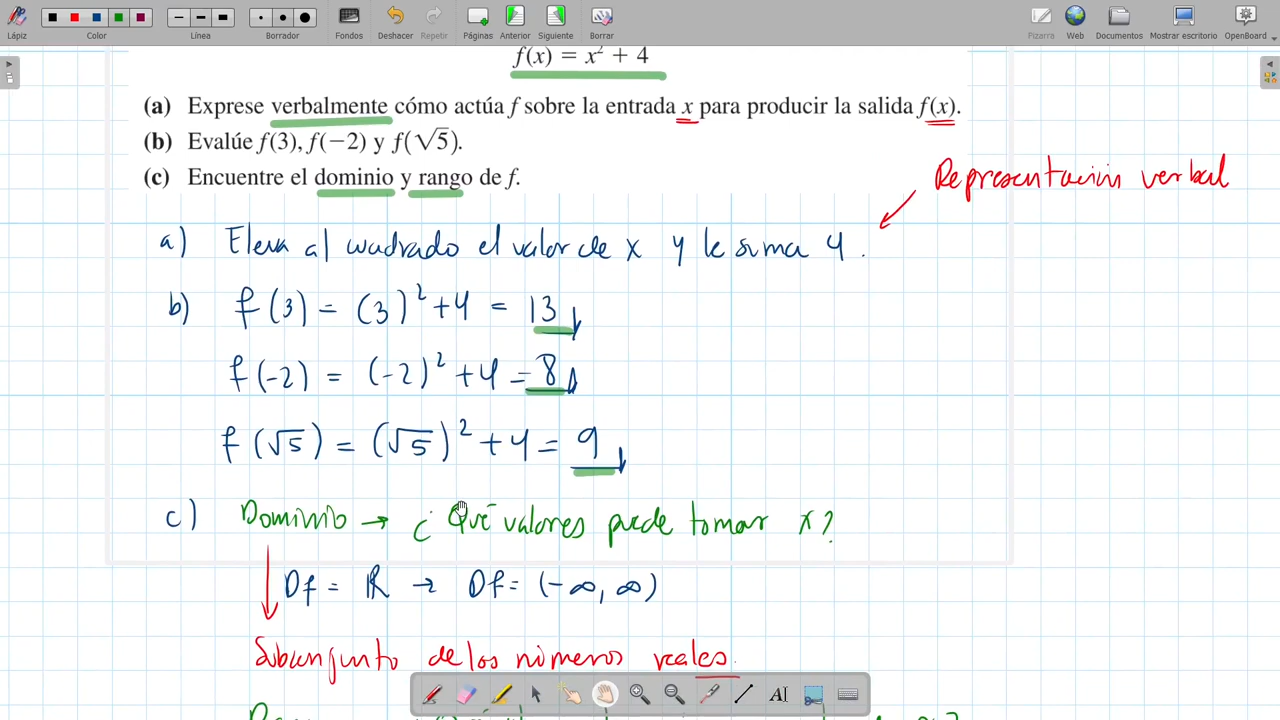 Lápiz Color Línea Borrador Fondos Deshacer Repetir Páginas Anterior Siguiente Borrar Pizarra Web Documentos Mostrar escritorio OpenBoard
f(x) = x² + 4
(a) Exprese verbalmente cómo actúa f sobre la entrada x para producir la salida f(x).
(b) Evalúe f(3), f(−2) y f(√5).
(c) Encuentre el dominio y rango de f.
Representación verbal
a) Eleva al cuadrado el valor de x y le suma 4.
b) f(3) = (3)² + 4 = 13
f(-2) = (-2)² + 4 = 8
f(√5) = (√5)² + 4 = 9
c) Dominio → ¿Qué valores puede tomar x?
Df = ℝ → Df = (-∞, ∞)
Subconjunto de los números reales.